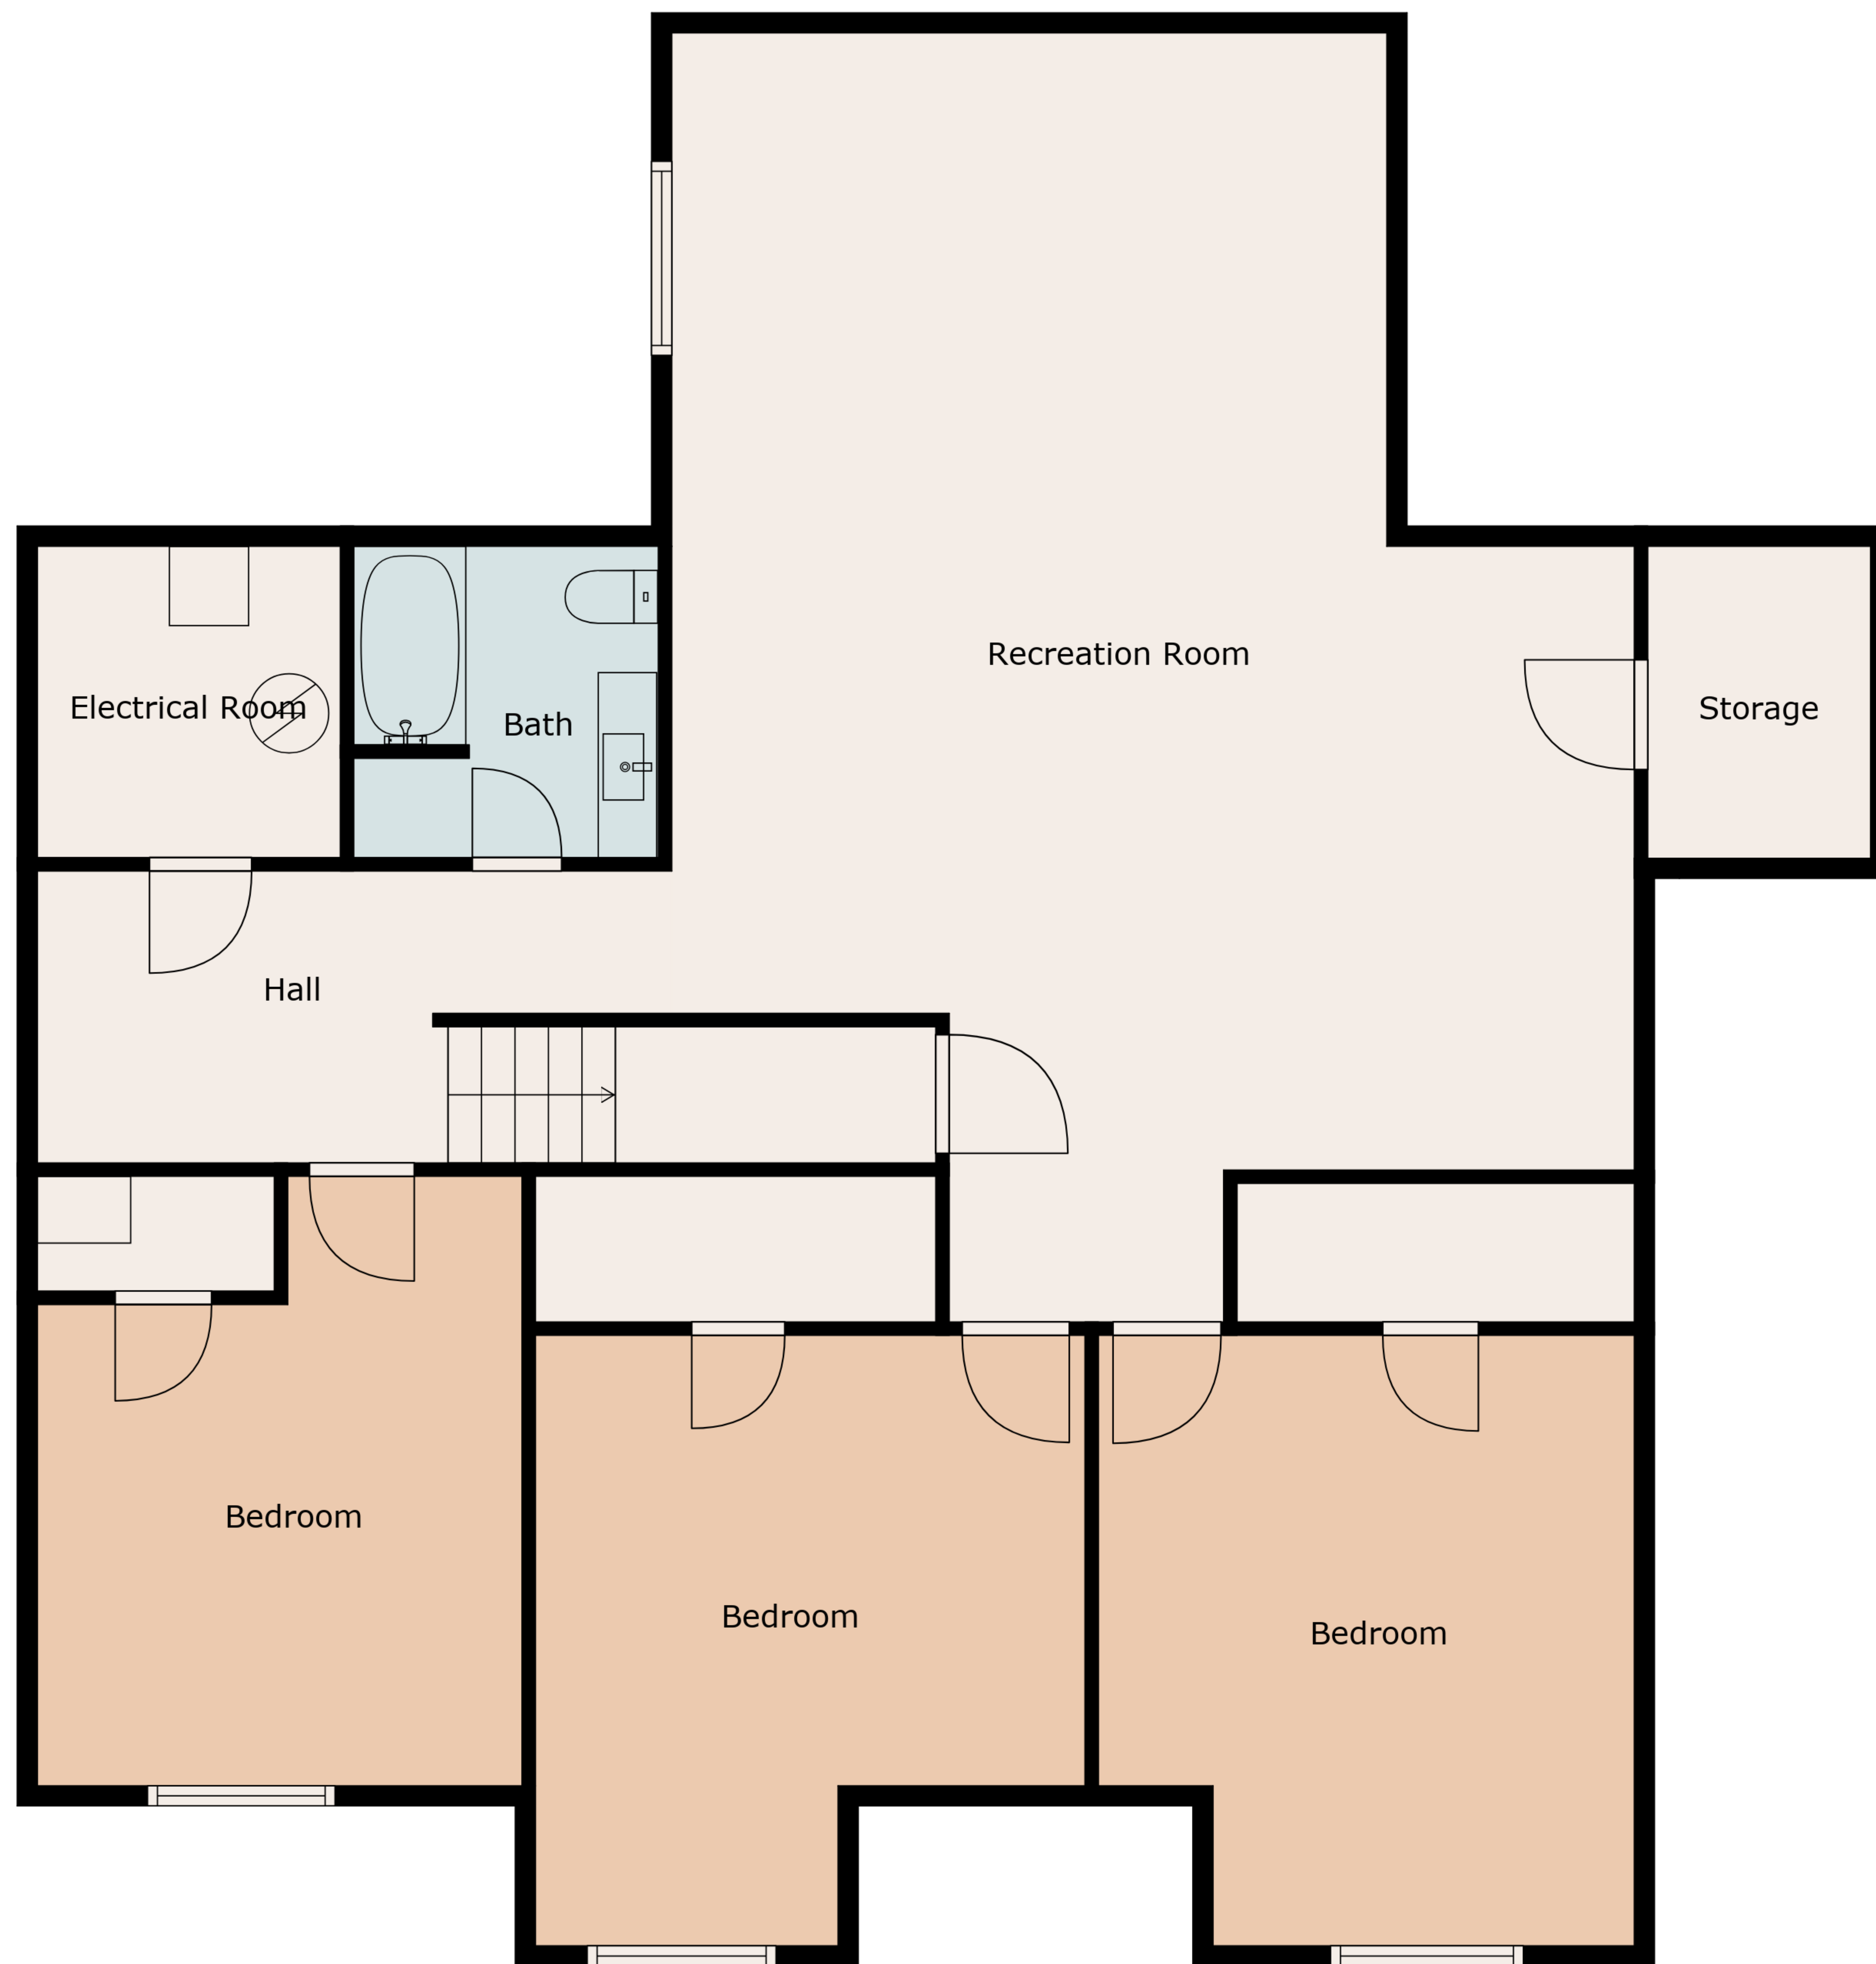 Recreation Room
Electrical Room
Bath
Storage
Hall
Bedroom
Bedroom
Bedroom